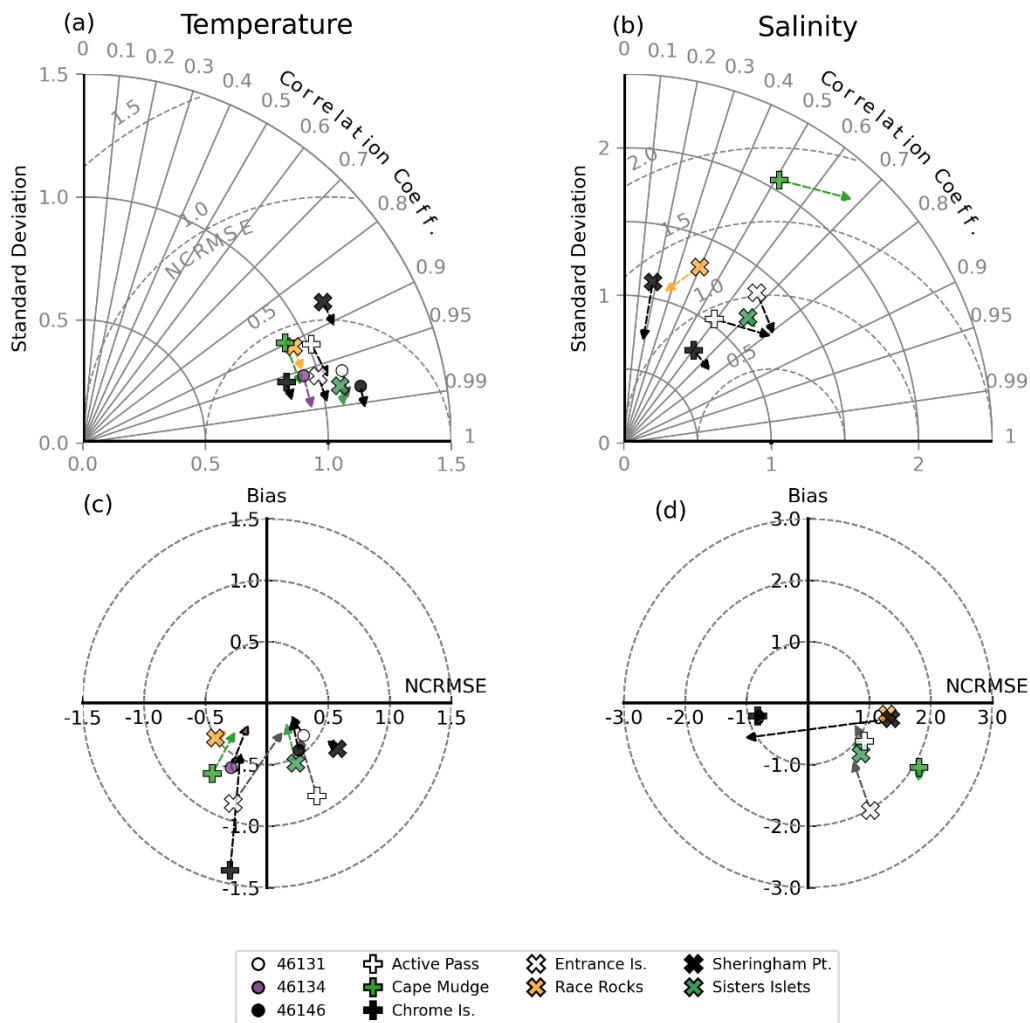 (a) Temperature
(b) Salinity
0 0.1 0.2 0.3 0.4 0.5 0.6 0.7 0.8 0.9 0.95 0.99 1
Correlation Coeff.
Standard Deviation
1.5
1.0
0.5
0.0
0.0 0.5 1.0 1.5
1.5
1.0
NCRMSE
0.5
0 0.1 0.2 0.3 0.4 0.5 0.6 0.7 0.8 0.9 0.95 0.99 1
Correlation Coeff.
Standard Deviation
2
1
0
0 1 2
2.0
1.5
1.0
0.5
(c)
Bias
1.5
1.0
0.5
NCRMSE
-1.5 -1.0 -0.5 0.5 1.0 1.5
-0.5
-1.0
-1.5
(d)
Bias
3.0
2.0
1.0
NCRMSE
-3.0 -2.0 -1.0 1.0 2.0 3.0
-1.0
-2.0
-3.0
46131 Active Pass Entrance Is. Sheringham Pt.
46134 Cape Mudge Race Rocks Sisters Islets
46146 Chrome Is.